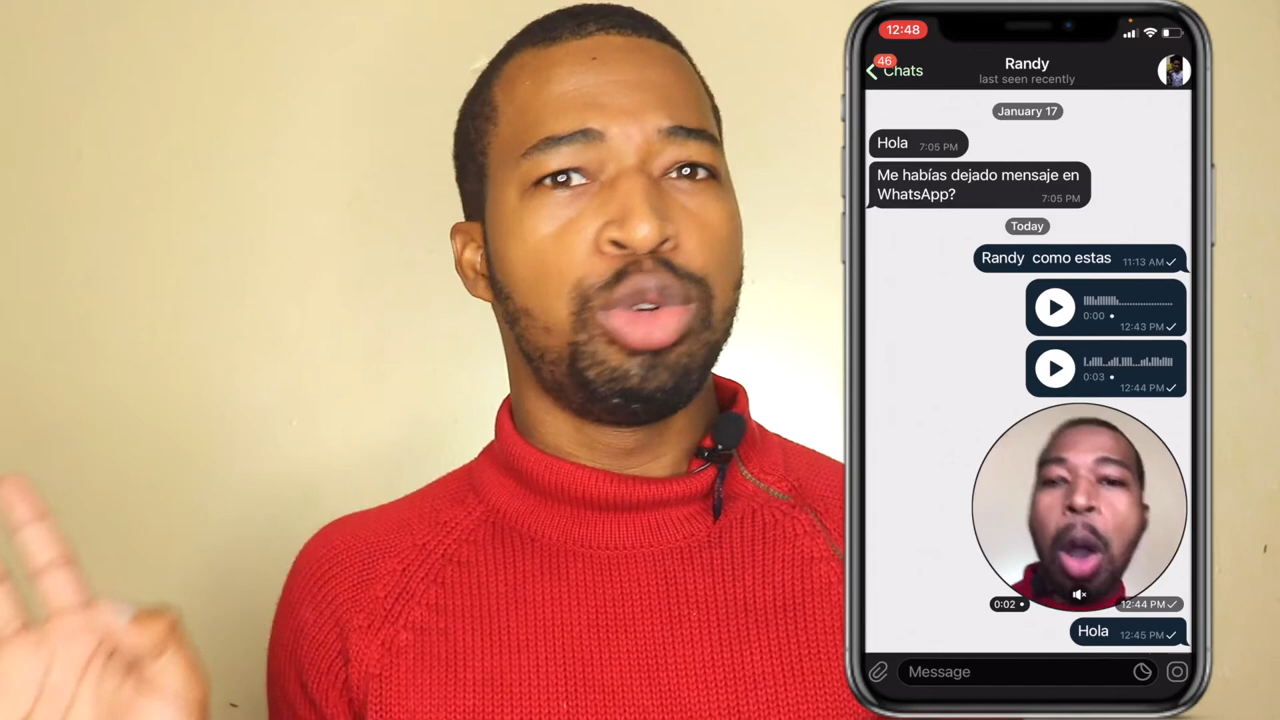 12:48
46
Chats
Randy
last seen recently
January 17
Hola 7:05 PM
Me habías dejado mensaje en
WhatsApp?
7:05 PM
Today
Randy como estas 11:13 AM
0:00
12:43 PM
0:03
12:44 PM
0:02
12:44 PM
Hola 12:45 PM
Message